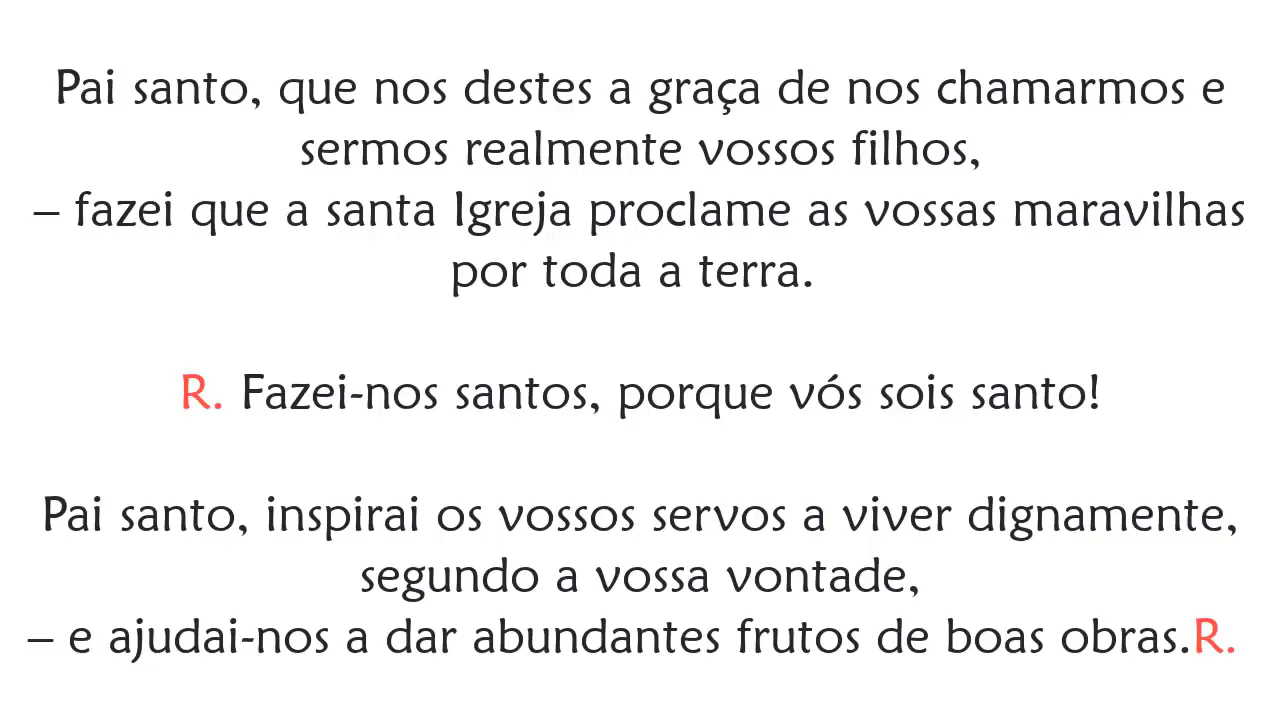 Pai santo, que nos destes a graça de nos chamarmos e
sermos realmente vossos filhos,
– fazei que a santa Igreja proclame as vossas maravilhas
por toda a terra.
R. Fazei-nos santos, porque vós sois santo!
Pai santo, inspirai os vossos servos a viver dignamente,
segundo a vossa vontade,
– e ajudai-nos a dar abundantes frutos de boas obras.R.